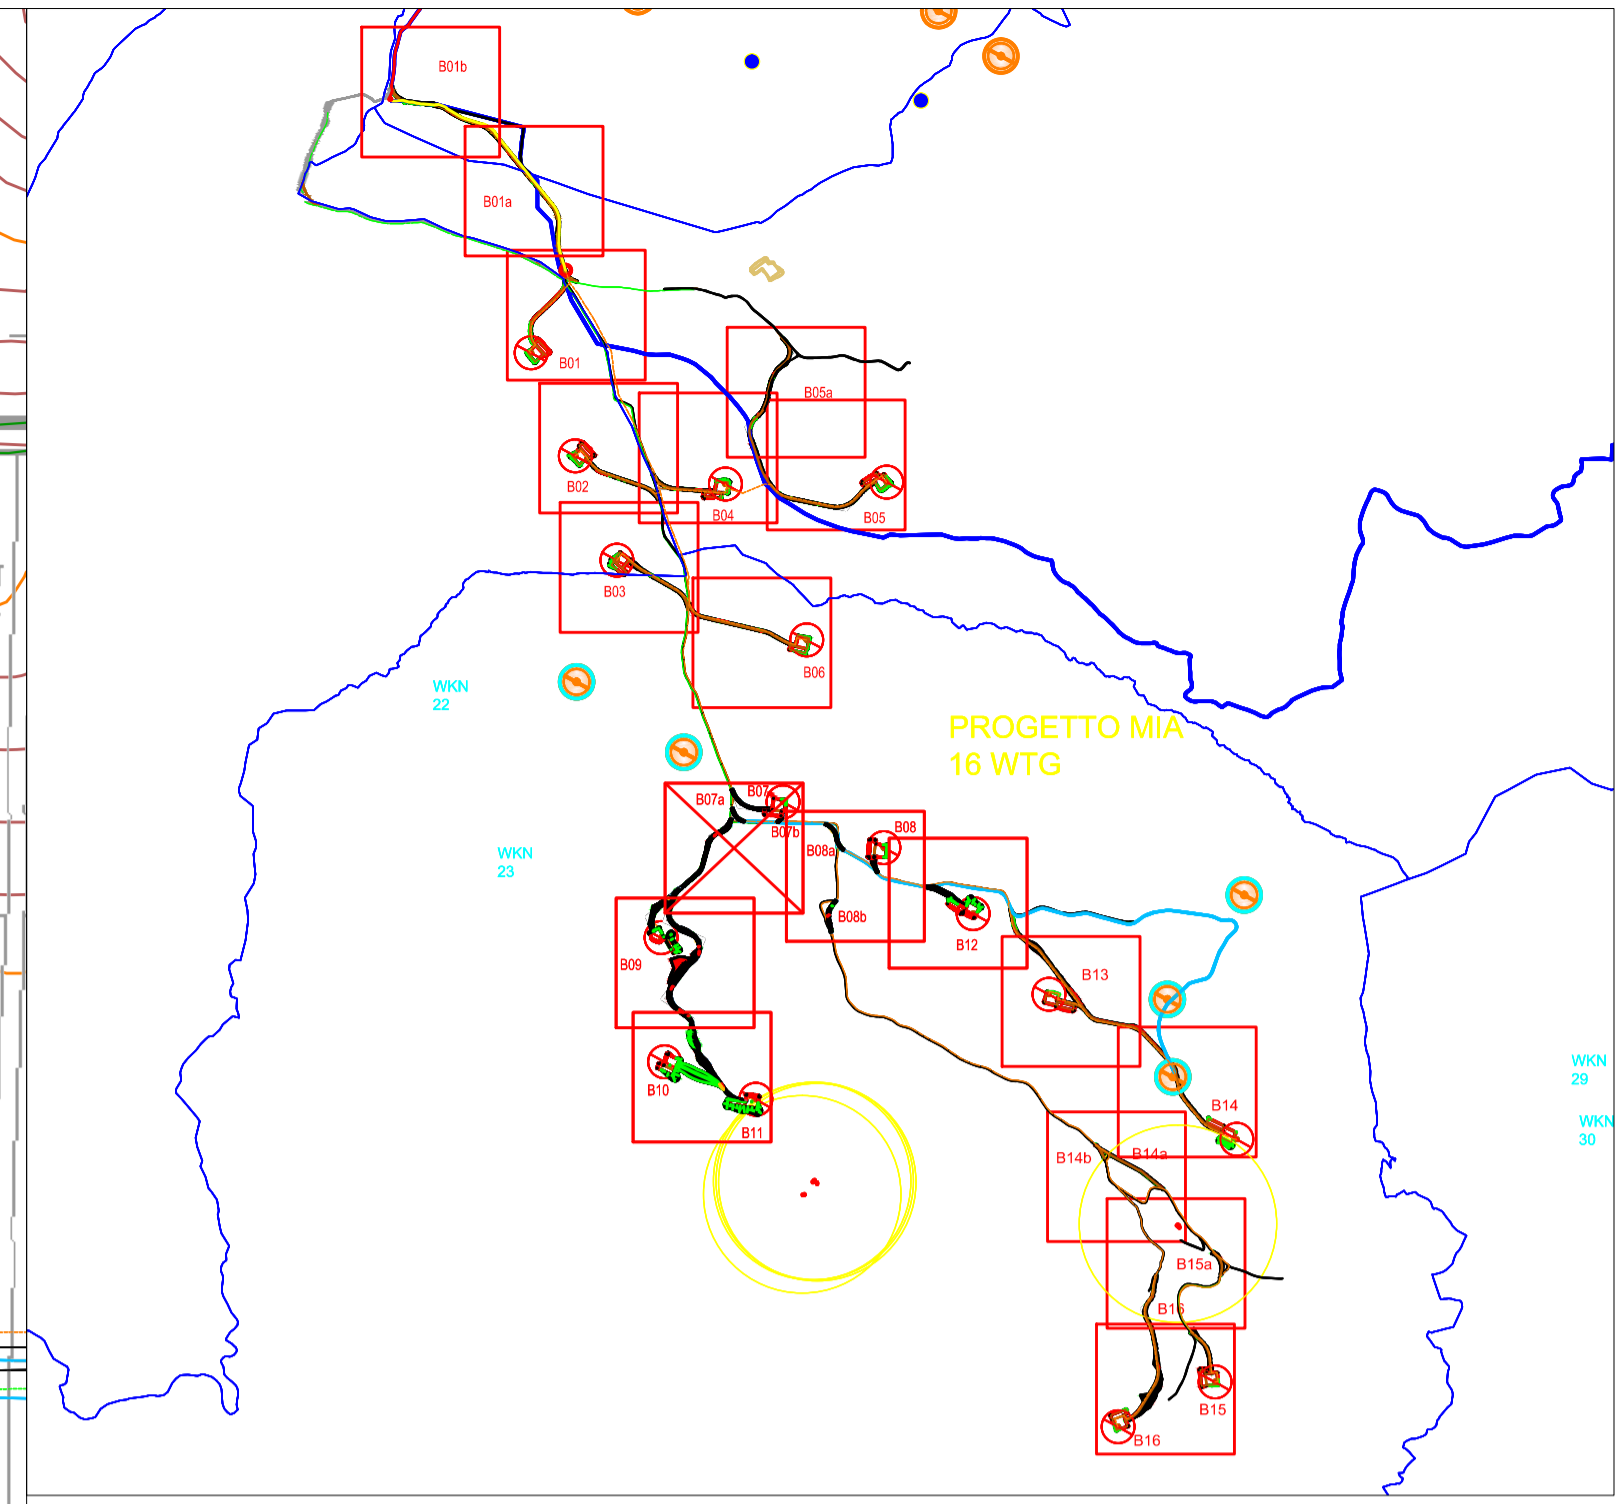 B01b
B01a
B01
B05a
B02
B04
B05
B03
B06
WKN
22
PROGETTO MIA
16 WTG
B07a
B07
B07b
B08
B08a
WKN
23
B08b
B12
B09
B13
WKN
29
B10
B14
B11
WKN
30
B14b
B14a
B15a
B16
B15
B16